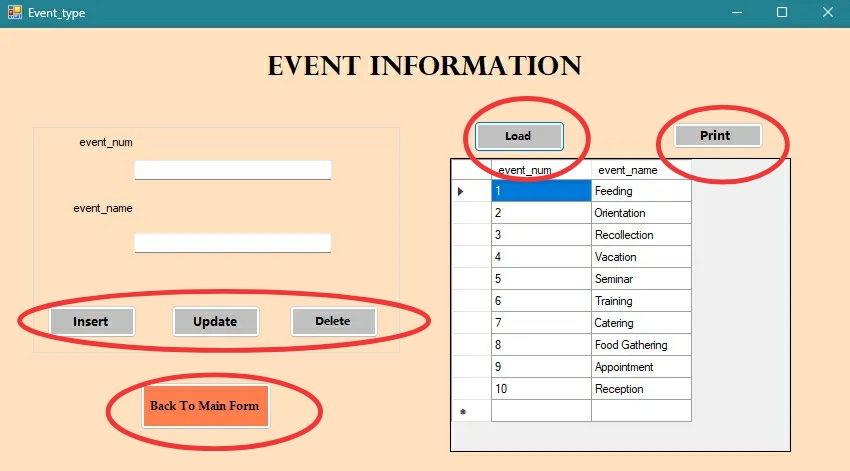 Event_type
EVENT INFORMATION
event_num
event_name
Insert Update Delete
Back To Main Form
Load Print
event_num event_name
1 Feeding
2 Orientation
3 Recollection
4 Vacation
5 Seminar
6 Training
7 Catering
8 Food Gathering
9 Appointment
10 Reception